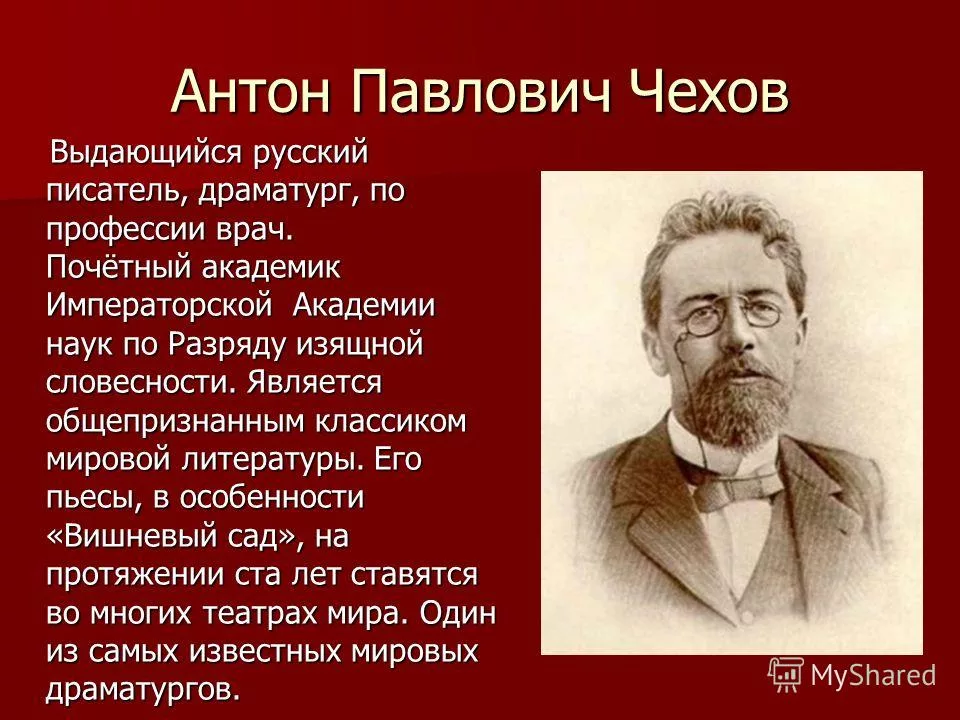 Антон Павлович Чехов
Выдающийся русский
писатель, драматург, по
профессии врач.
Почётный академик
Императорской Академии
наук по Разряду изящной
словесности. Является
общепризнанным классиком
мировой литературы. Его
пьесы, в особенности
«Вишневый сад», на
протяжении ста лет ставятся
во многих театрах мира. Один
из самых известных мировых
драматургов.
MyShared